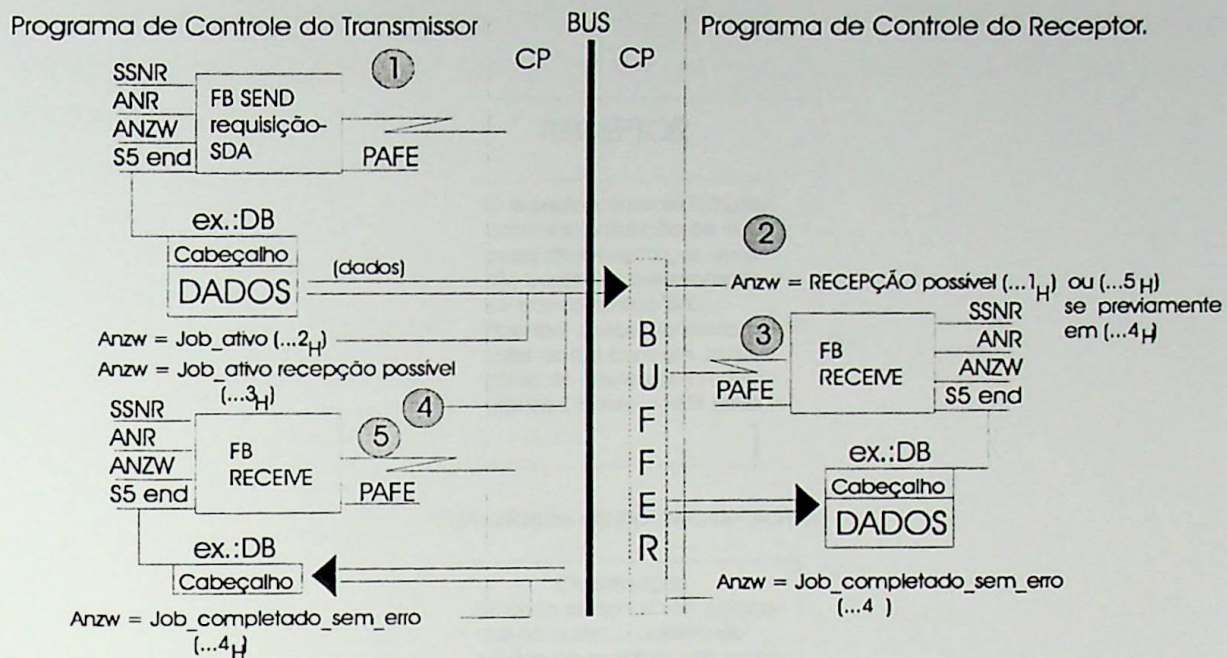 Programa de Controle do Transmissor
BUS
Programa de Controle do Receptor.
CP
CP
SSNR
ANR
ANZW
S5 end
FB SEND
requisição-
SDA
1
PAFE
ex.:DB
Cabeçalho
DADOS
(dados)
2
Anzw = RECEPÇÃO possível (...1H) ou (...5H)
se previamente
em (...4H)
Anzw = Job_ativo (...2H)
Anzw = Job_ativo recepção possível
(...3H)
BUFFER
3
PAFE
FB
RECEIVE
SSNR
ANR
ANZW
S5 end
4
SSNR
ANR
ANZW
S5 end
FB
RECEIVE
5
PAFE
ex.:DB
Cabeçalho
DADOS
ex.:DB
Cabeçalho
Anzw = Job_completado_sem_erro
(...4H)
Anzw = Job_completado_sem_erro
(...4 )